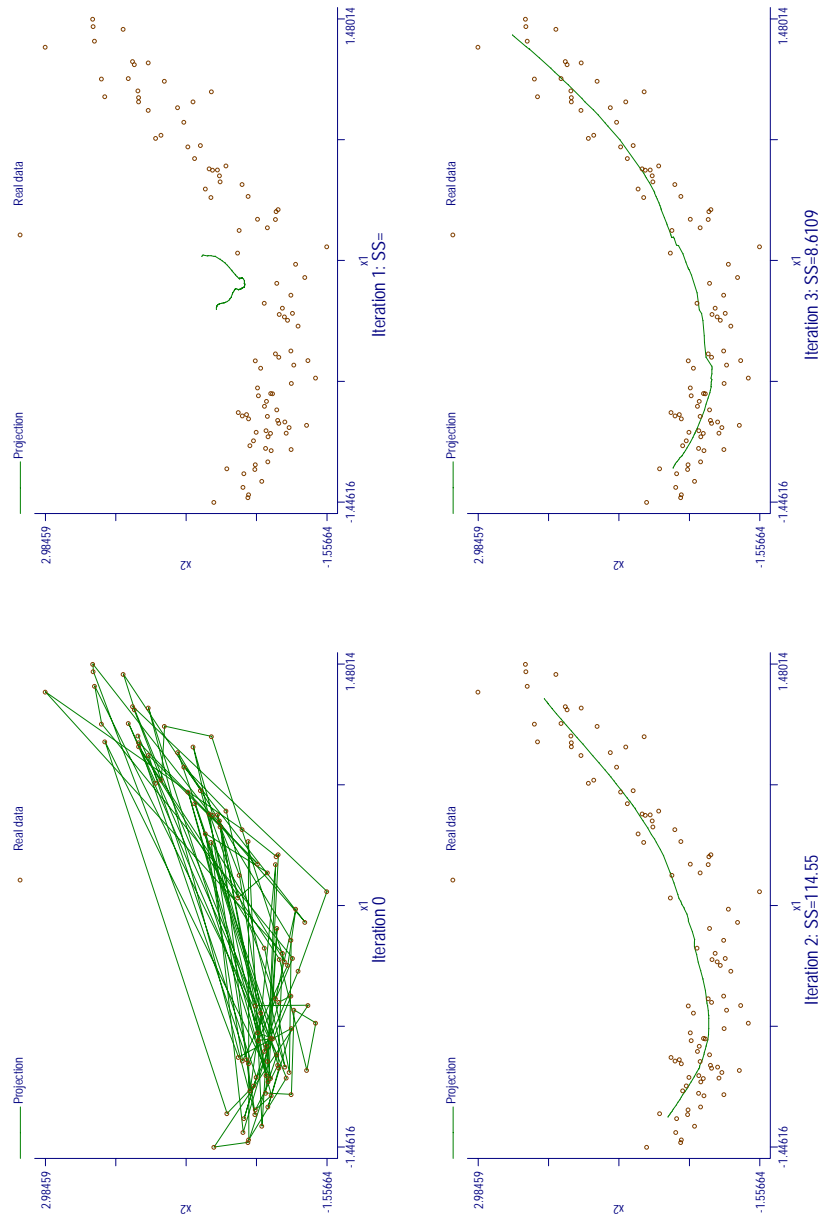 Projection
Real data
2.98459
x2
-1.55664
-1.44616
x1
1.48014
Iteration 0
Projection
Real data
2.98459
x2
-1.55664
-1.44616
x1
1.48014
Iteration 1: SS=
Projection
Real data
2.98459
x2
-1.55664
-1.44616
x1
1.48014
Iteration 2: SS=114.55
Projection
Real data
2.98459
x2
-1.55664
-1.44616
x1
1.48014
Iteration 3: SS=8.6109